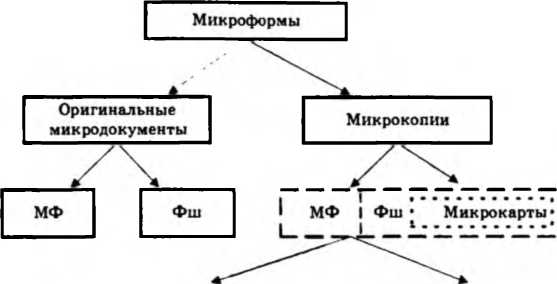 Микроформы
Оригинальные
микродокументы
Микрокопии
МФ
Фш
МФ
Фш
Микрокарты